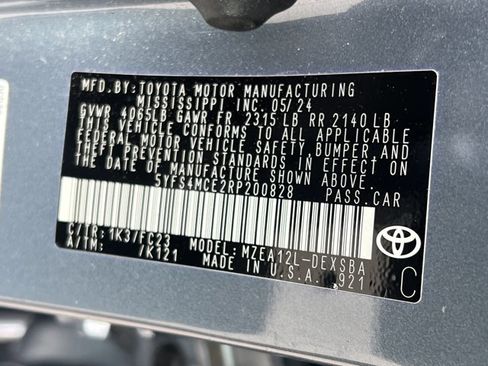 MFD.BY:TOYOTA MOTOR MANUFACTURING
MISSISSIPPI INC. 05/24
GVWR 4065LB GAWR FR 2315 LB RR 2140 LB
THIS VEHICLE CONFORMS TO ALL APPLICABLE
FEDERAL MOTOR VEHICLE SAFETY, BUMPER AND
THEFT PREVENTION STANDARDS IN EFFECT ON
THE DATE OF MANUFACTURE SHOWN ABOVE.
5YFS4MCE2RP200828 PASS.CAR
C/TR:1K3/FC23 MODEL:MZEA12L-DEXSBA
A/TM: /K121 MADE IN U.S.A. 921
C